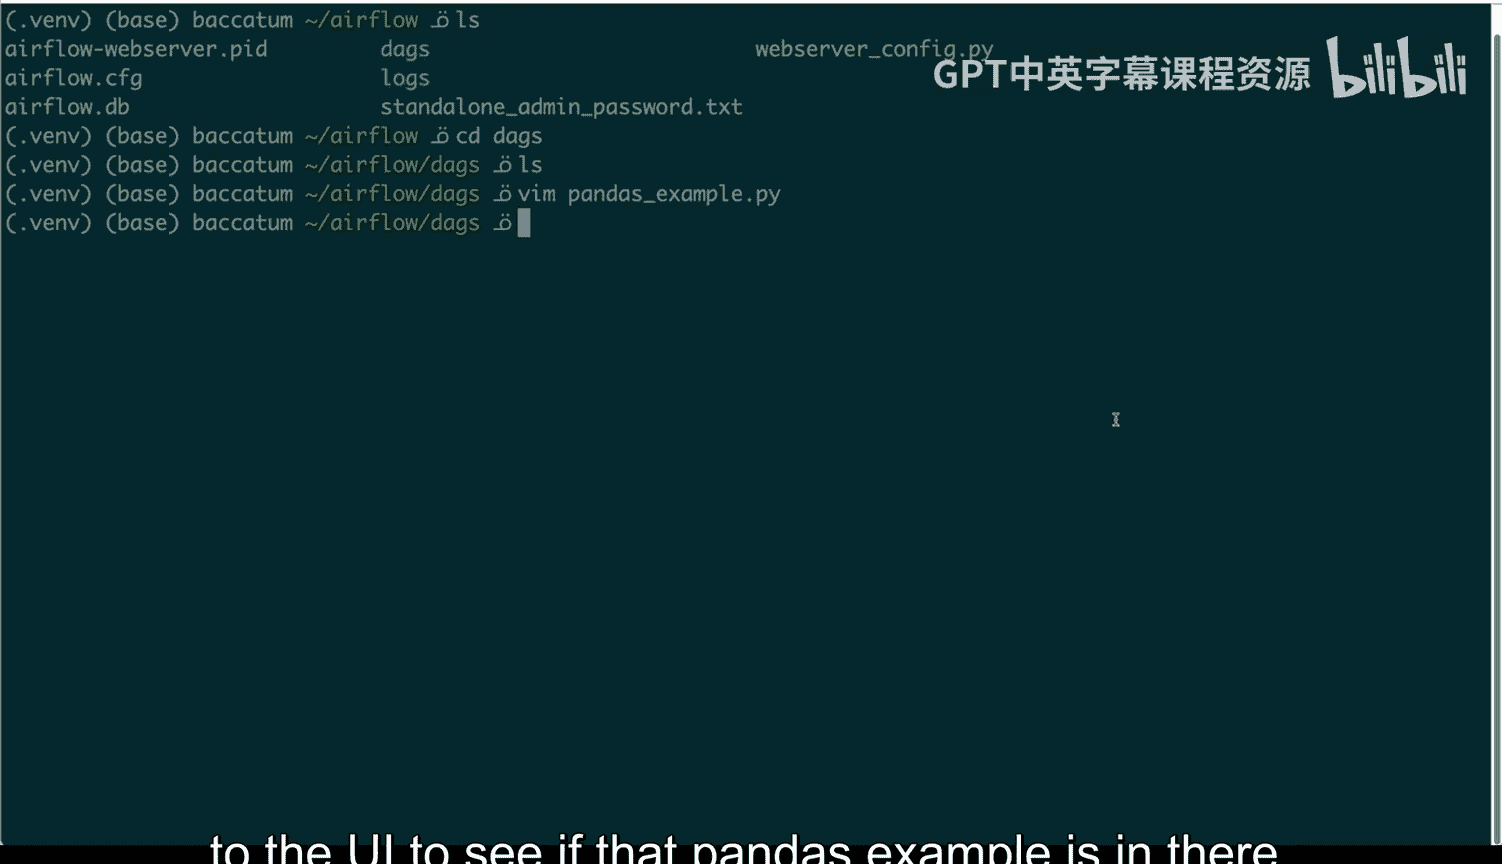 (.venv) (base) baccatum ~/airflow ls
airflow-webserver.pid dags webserver_config.py
GPT中英字幕课程资源 bilibili
airflow.cfg logs
airflow.db standalone_admin_password.txt
(.venv) (base) baccatum ~/airflow cd dags
(.venv) (base) baccatum ~/airflow/dags ls
(.venv) (base) baccatum ~/airflow/dags vim pandas_example.py
(.venv) (base) baccatum ~/airflow/dags
to the UI to see if that pandas example is in there